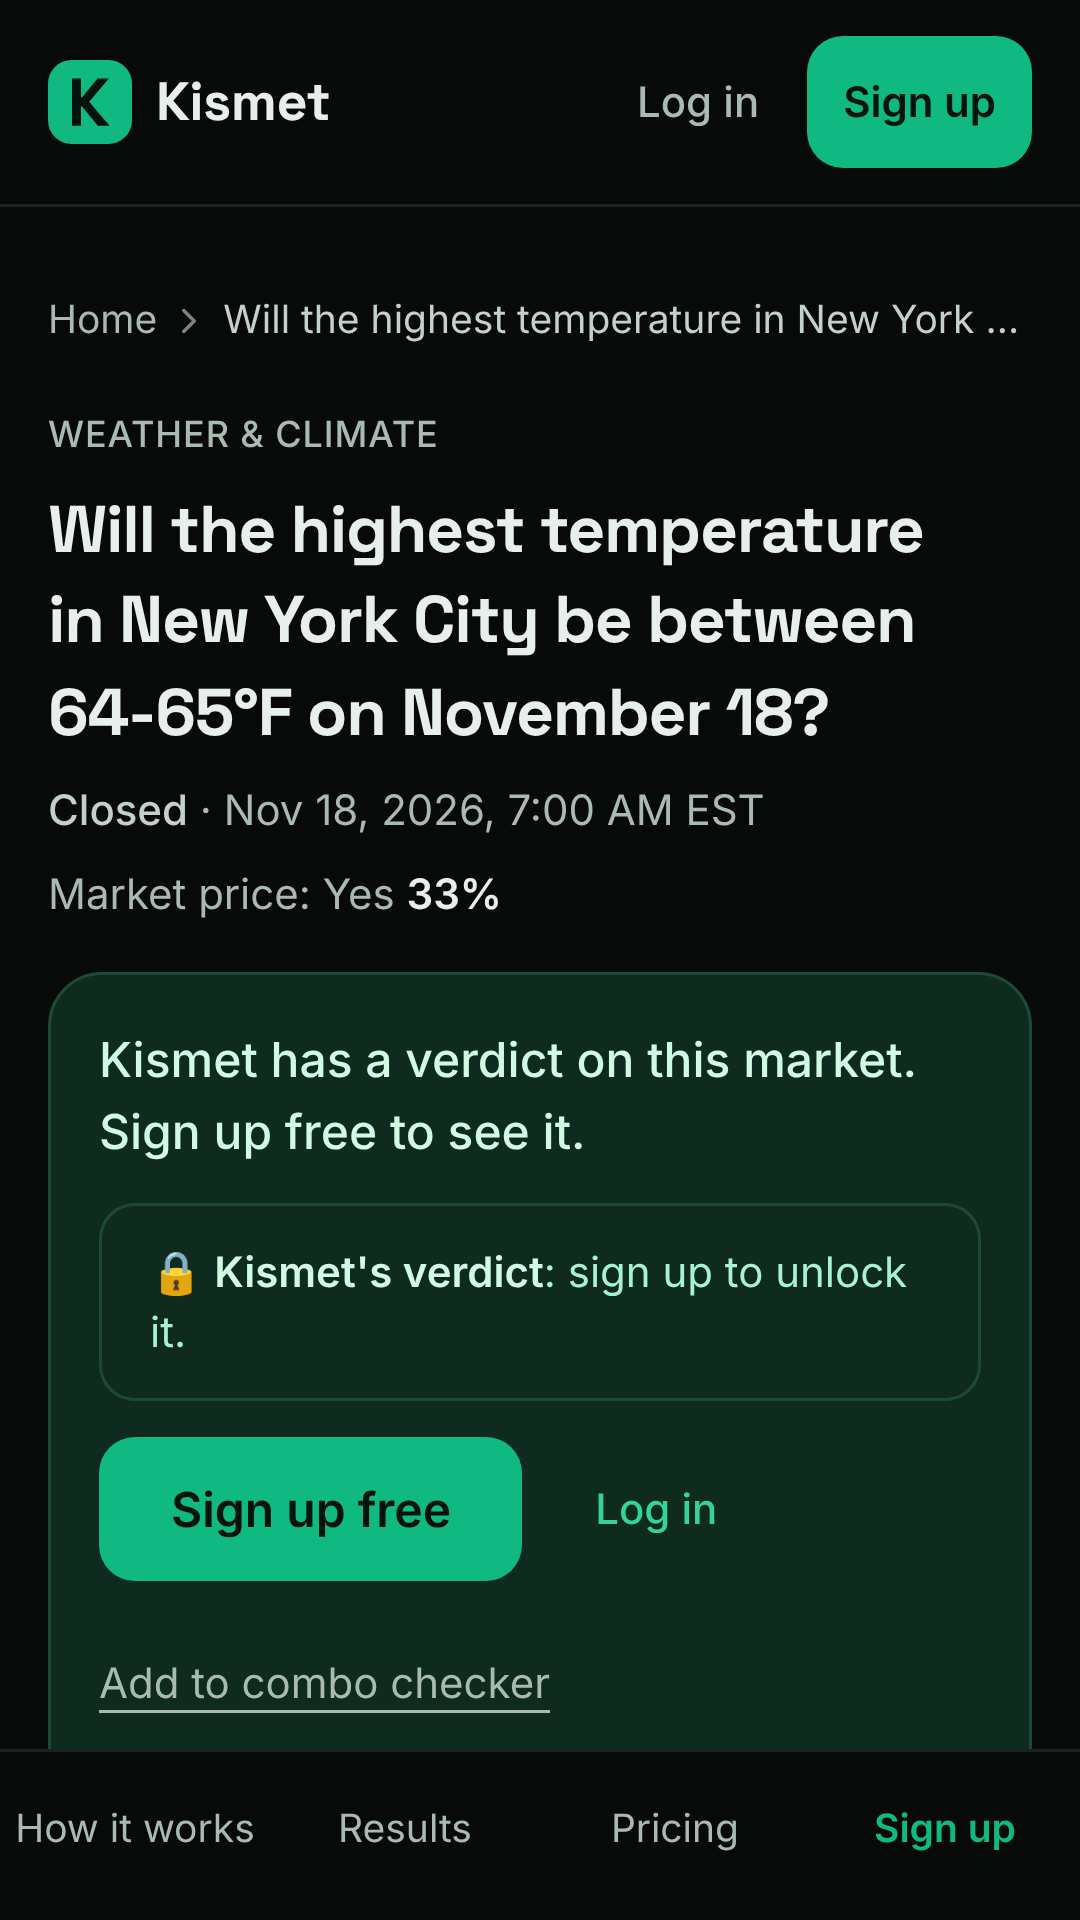 K Kismet Log in Sign up
Home > Will the highest temperature in New York ...
WEATHER & CLIMATE
Will the highest temperature
in New York City be between
64-65°F on November 18?
Closed · Nov 18, 2026, 7:00 AM EST
Market price: Yes 33%
Kismet has a verdict on this market.
Sign up free to see it.
🔒 Kismet's verdict: sign up to unlock
it.
Sign up free Log in
Add to combo checker
How it works Results Pricing Sign up